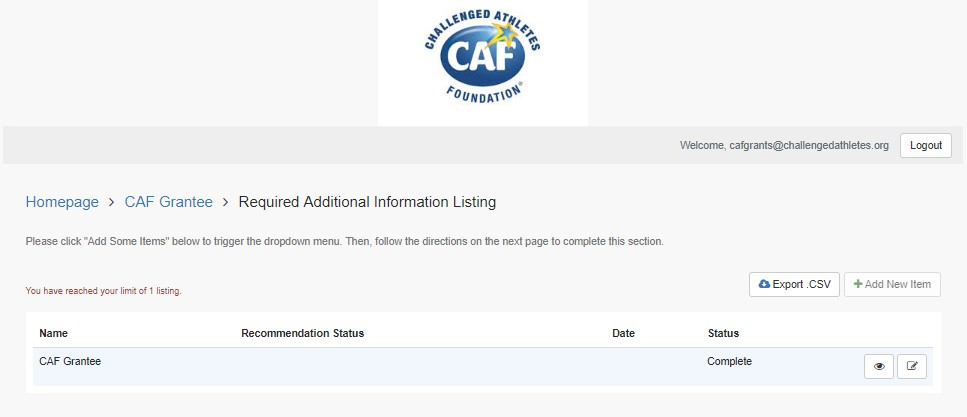 CHALLENGED ATHLETES
CAF
FOUNDATION®
Welcome, cafgrants@challengedathletes.org
Logout
Homepage > CAF Grantee > Required Additional Information Listing
Please click "Add Some Items" below to trigger the dropdown menu. Then, follow the directions on the next page to complete this section.
You have reached your limit of 1 listing.
Export .CSV
Add New Item
Name Recommendation Status Date Status
CAF Grantee Complete